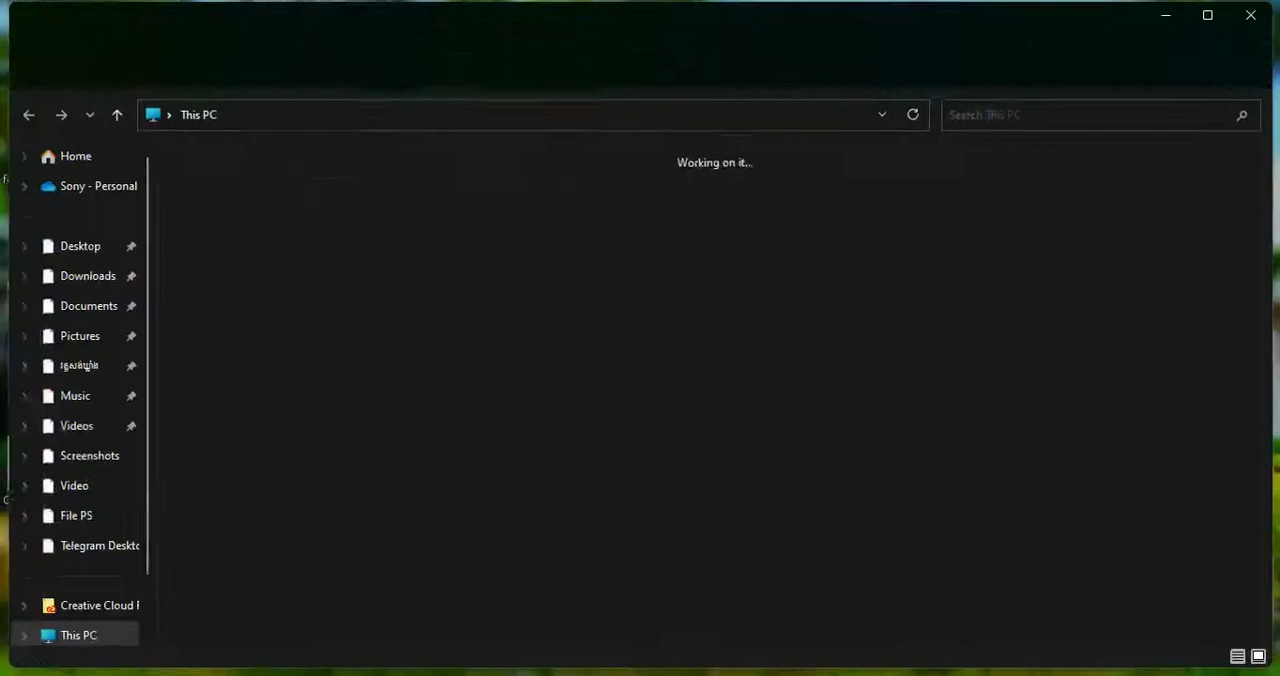 This PC
Search This PC
Home
Working on it...
Sony - Personal
Desktop
Downloads
Documents
Pictures
Music
Videos
Screenshots
Video
File PS
Telegram Deskto
Creative Cloud F
This PC